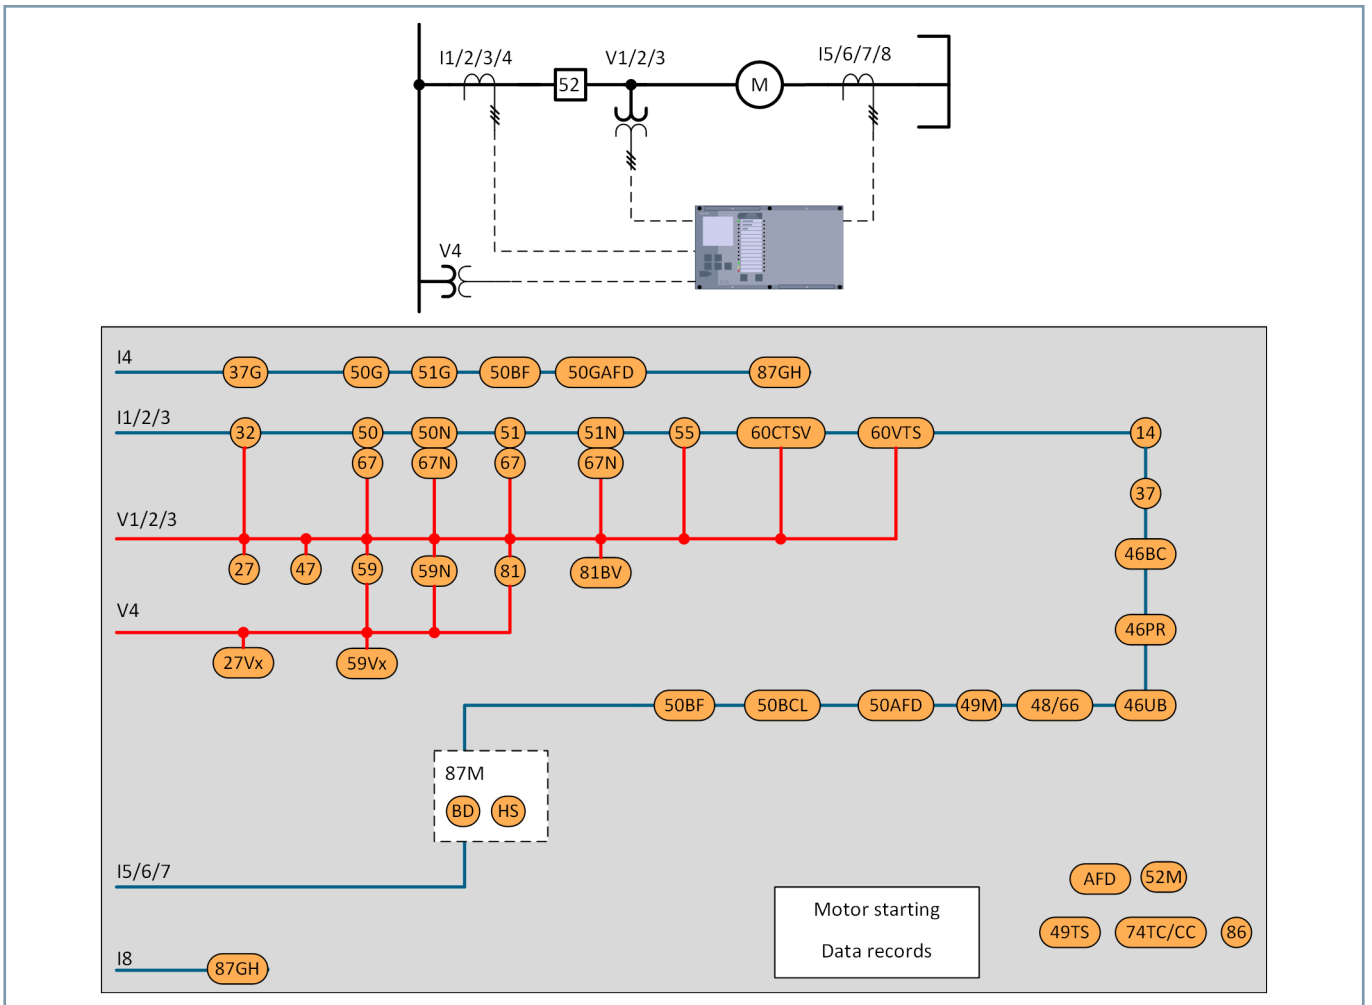 I1/2/3/4
V1/2/3
I5/6/7/8
52
M
V4
I4
37G
50G
51G
50BF
50GAFD
87GH
I1/2/3
32
50
50N
51
51N
55
60CTSV
60VTS
14
67
67N
67
67N
37
V1/2/3
27
47
59
59N
81
81BV
46BC
V4
27Vx
59Vx
46PR
50BF
50BCL
50AFD
49M
48/66
46UB
87M
BD
HS
I5/6/7
AFD
52M
Motor starting
Data records
49TS
74TC/CC
86
I8
87GH